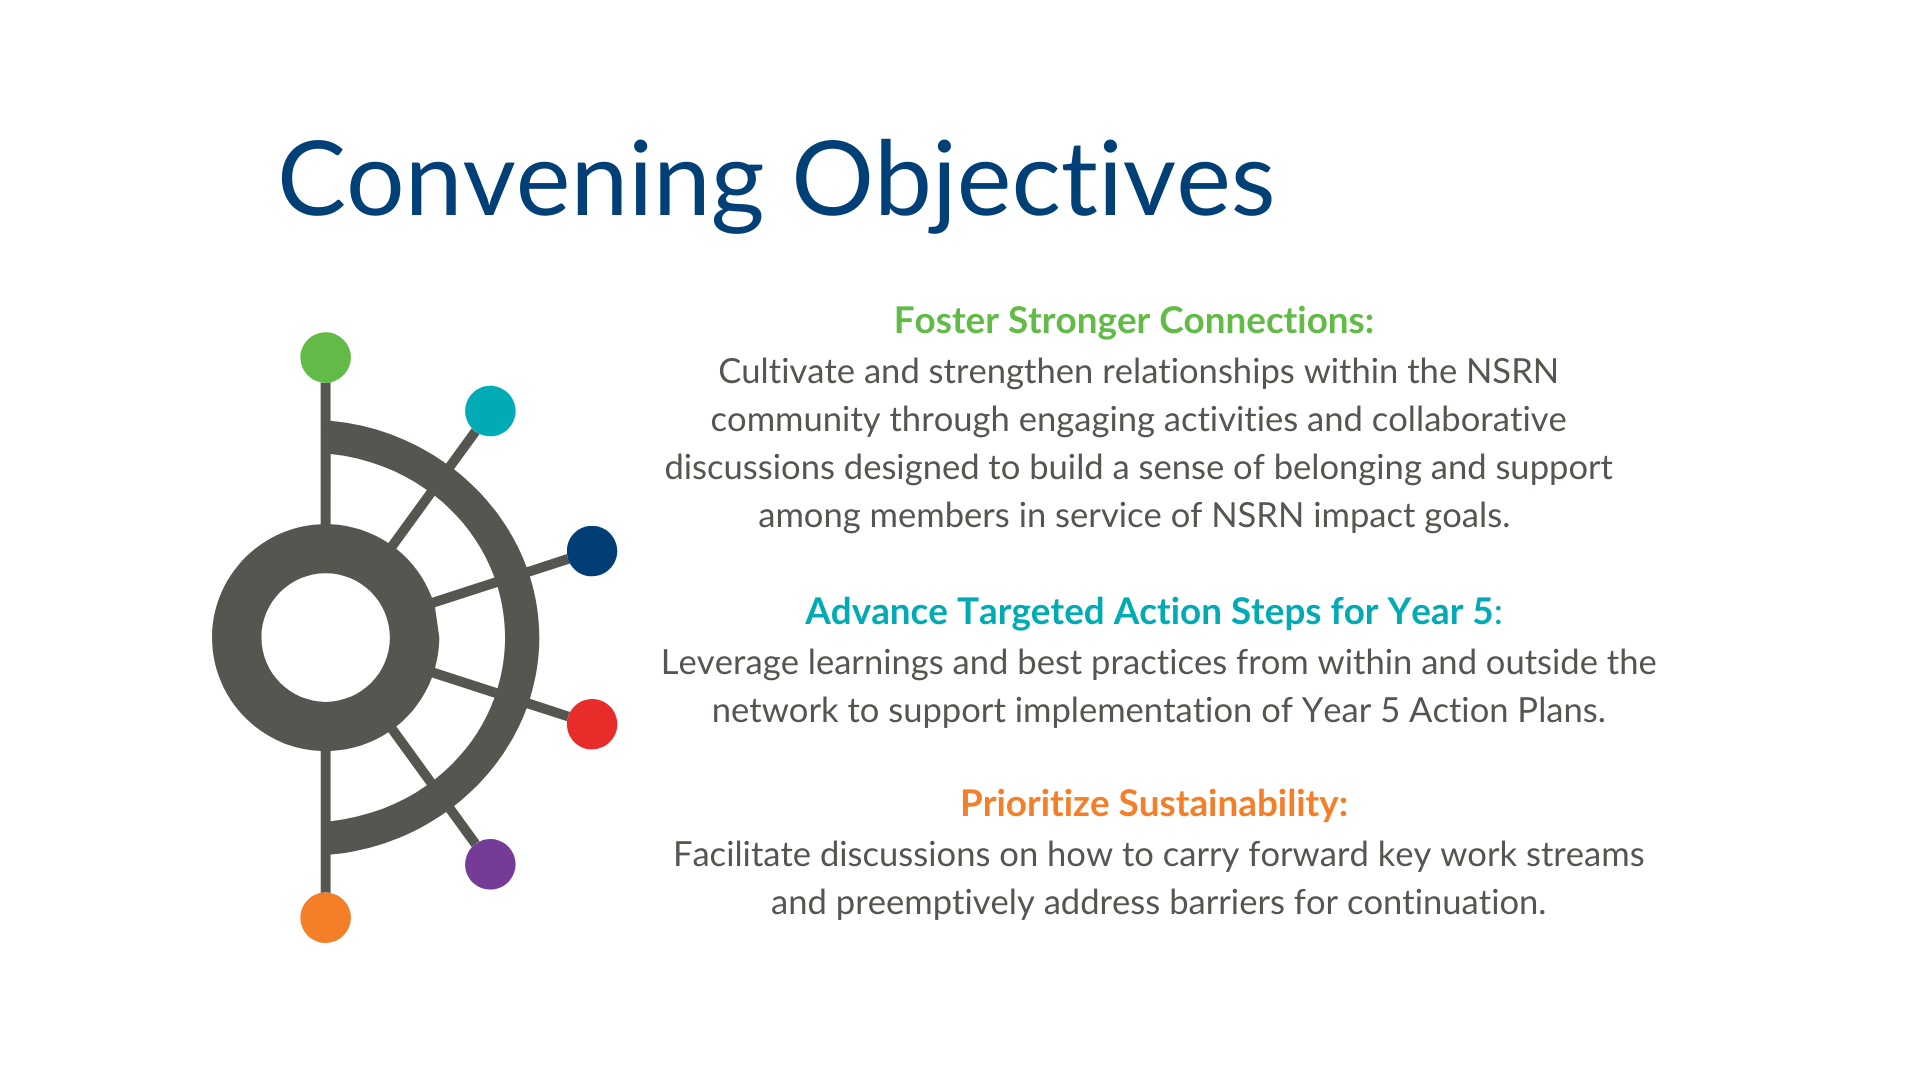 Convening Objectives
Foster Stronger Connections:
Cultivate and strengthen relationships within the NSRN
community through engaging activities and collaborative
discussions designed to build a sense of belonging and support
among members in service of NSRN impact goals.
Advance Targeted Action Steps for Year 5:
Leverage learnings and best practices from within and outside the
network to support implementation of Year 5 Action Plans.
Prioritize Sustainability:
Facilitate discussions on how to carry forward key work streams
and preemptively address barriers for continuation.